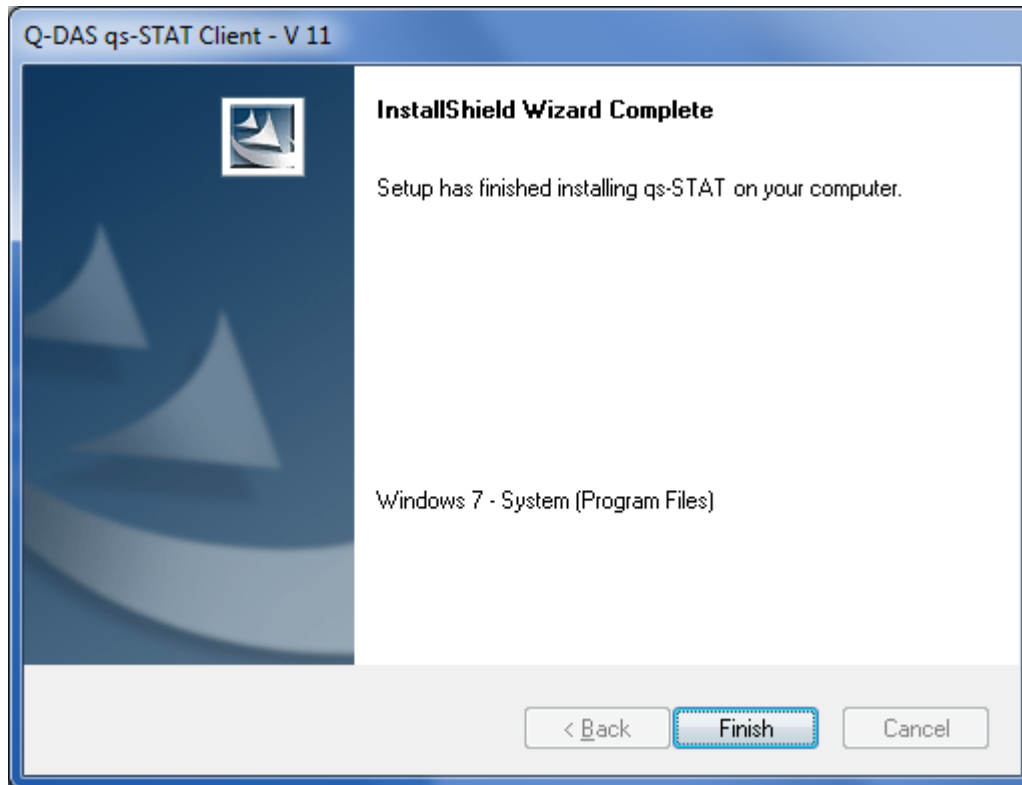 Q-DAS qs-STAT Client - V 11
InstallShield Wizard Complete
Setup has finished installing qs-STAT on your computer.
Windows 7 - System (Program Files)
< Back
Finish
Cancel